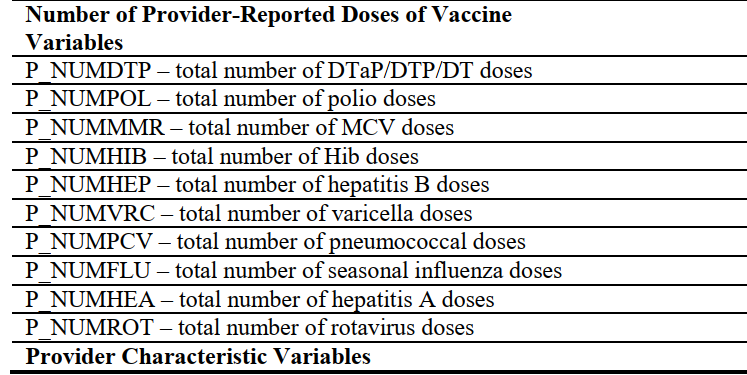 Number of Provider-Reported Doses of Vaccine
Variables
P_NUMDTP – total number of DTaP/DTP/DT doses
P_NUMPOL – total number of polio doses
P_NUMMMR – total number of MCV doses
P_NUMHIB – total number of Hib doses
P_NUMHEP – total number of hepatitis B doses
P_NUMVRC – total number of varicella doses
P_NUMPCV – total number of pneumococcal doses
P_NUMFLU – total number of seasonal influenza doses
P_NUMHEA – total number of hepatitis A doses
P_NUMROT – total number of rotavirus doses
Provider Characteristic Variables